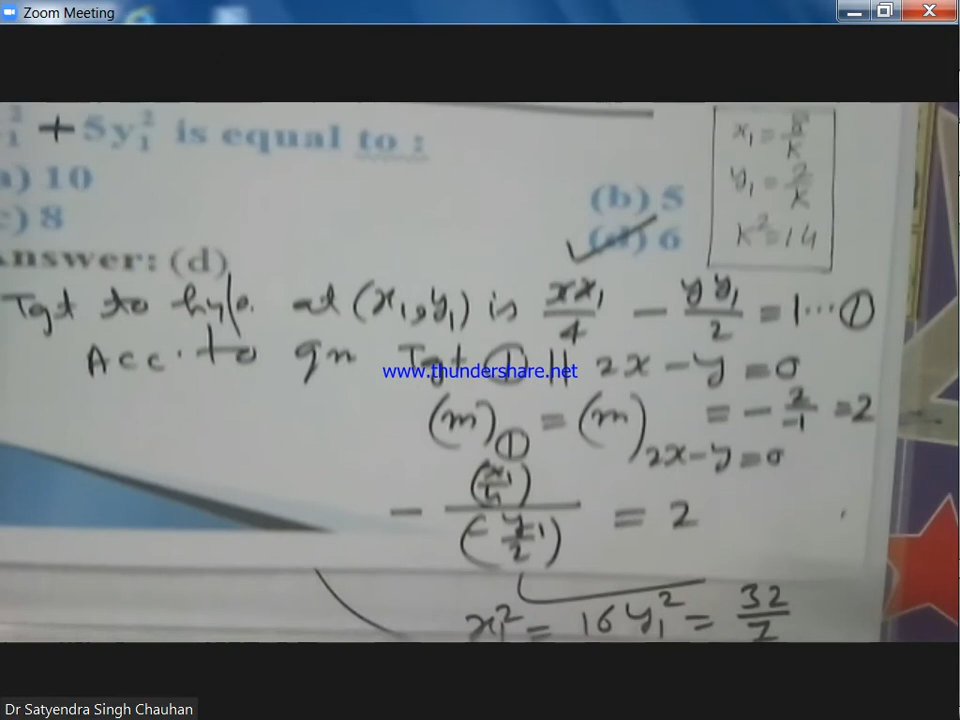 Zoom Meeting
²₁ + 5y₁² is equal to :
a) 10
(b) 5
c) 8
(d) 6
x₁ = 8/K
y₁ = 2/K
K² = 14
Answer: (d)
Tgt to hyp. at (x₁, y₁) is xx₁/4 - yy₁/2 = 1 ... ①
Acc. to qn Tgt ① || 2x - y = 0
www.thundershare.net
(m)① = (m)2x-y=0 = - 2/-1 = 2
- (x₁/4) / (- y₁/2) = 2
x₁² = 16y₁² = 32/7
Dr Satyendra Singh Chauhan